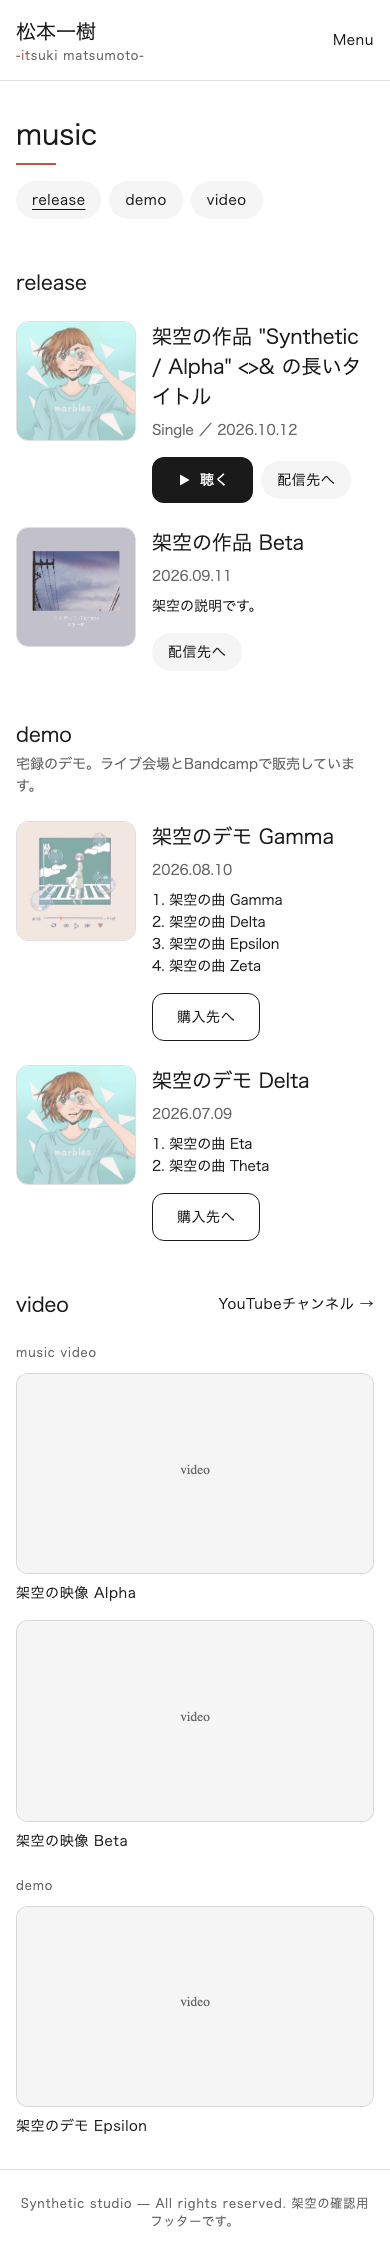 松本一樹
-itsuki matsumoto-
Menu
music
release
demo
video
release
marbles.
架空の作品 "Synthetic
/ Alpha" <>& の長いタ
イトル
Single ／ 2026.10.12
▶ 聴く
配信先へ
架空の作品 Beta
2026.09.11
架空の説明です。
配信先へ
demo
宅録のデモ。ライブ会場とBandcampで販売していま
す。
架空のデモ Gamma
2026.08.10
1. 架空の曲 Gamma
2. 架空の曲 Delta
3. 架空の曲 Epsilon
4. 架空の曲 Zeta
購入先へ
marbles.
架空のデモ Delta
2026.07.09
1. 架空の曲 Eta
2. 架空の曲 Theta
購入先へ
video
YouTubeチャンネル →
music video
video
架空の映像 Alpha
video
架空の映像 Beta
demo
video
架空のデモ Epsilon
Synthetic studio — All rights reserved. 架空の確認用
フッターです。